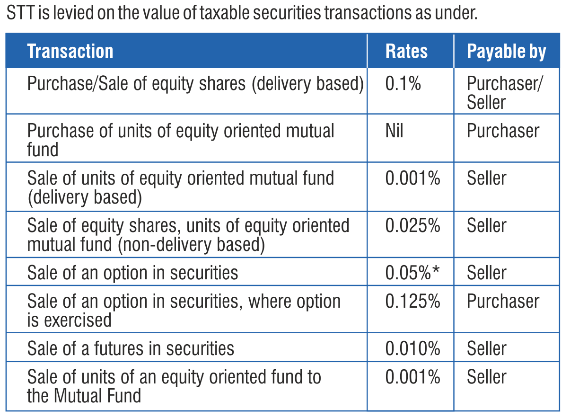 STT is levied on the value of taxable securities transactions as under.
Transaction Rates Payable by
Purchase/Sale of equity shares (delivery based) 0.1% Purchaser/
Seller
Purchase of units of equity oriented mutual Nil Purchaser
fund
Sale of units of equity oriented mutual fund 0.001% Seller
(delivery based)
Sale of equity shares, units of equity oriented 0.025% Seller
mutual fund (non-delivery based)
Sale of an option in securities 0.05%* Seller
Sale of an option in securities, where option 0.125% Purchaser
is exercised
Sale of a futures in securities 0.010% Seller
Sale of units of an equity oriented fund to 0.001% Seller
the Mutual Fund